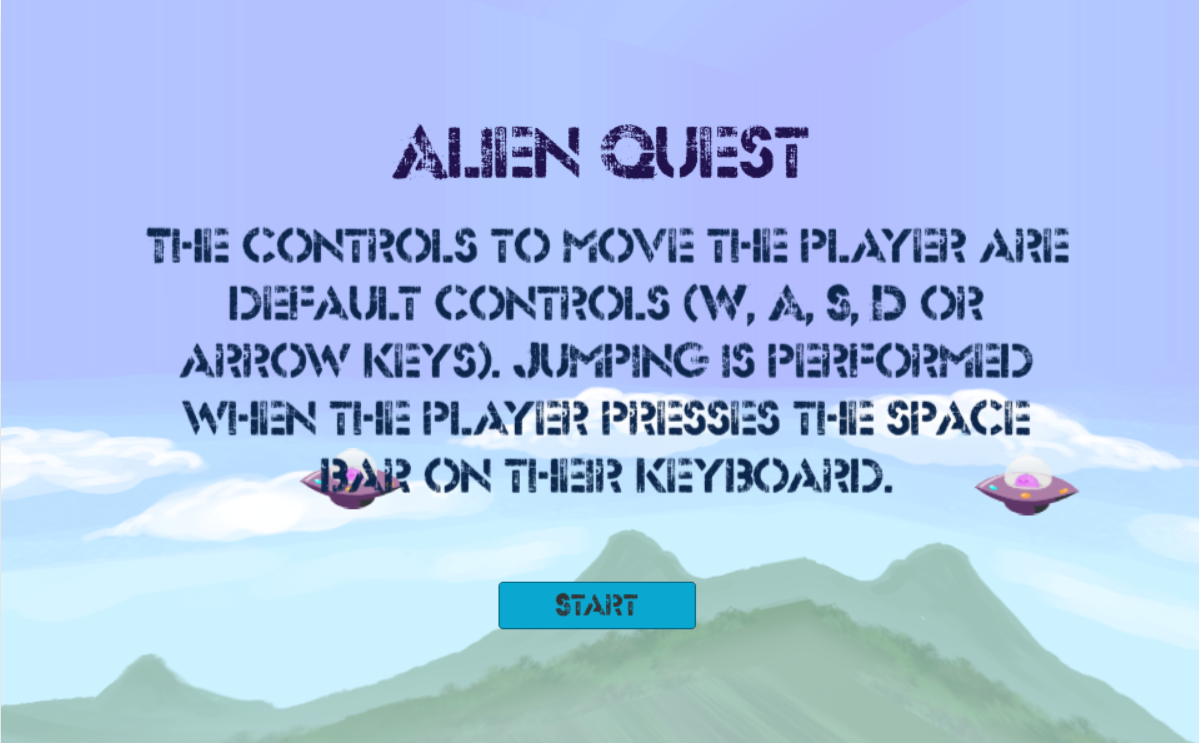 ALIEN QUEST
THE CONTROLS TO MOVE THE PLAYER ARE
DEFAULT CONTROLS (W, A, S, D OR
ARROW KEYS). JUMPING IS PERFORMED
WHEN THE PLAYER PRESSES THE SPACE
BAR ON THEIR KEYBOARD.
START